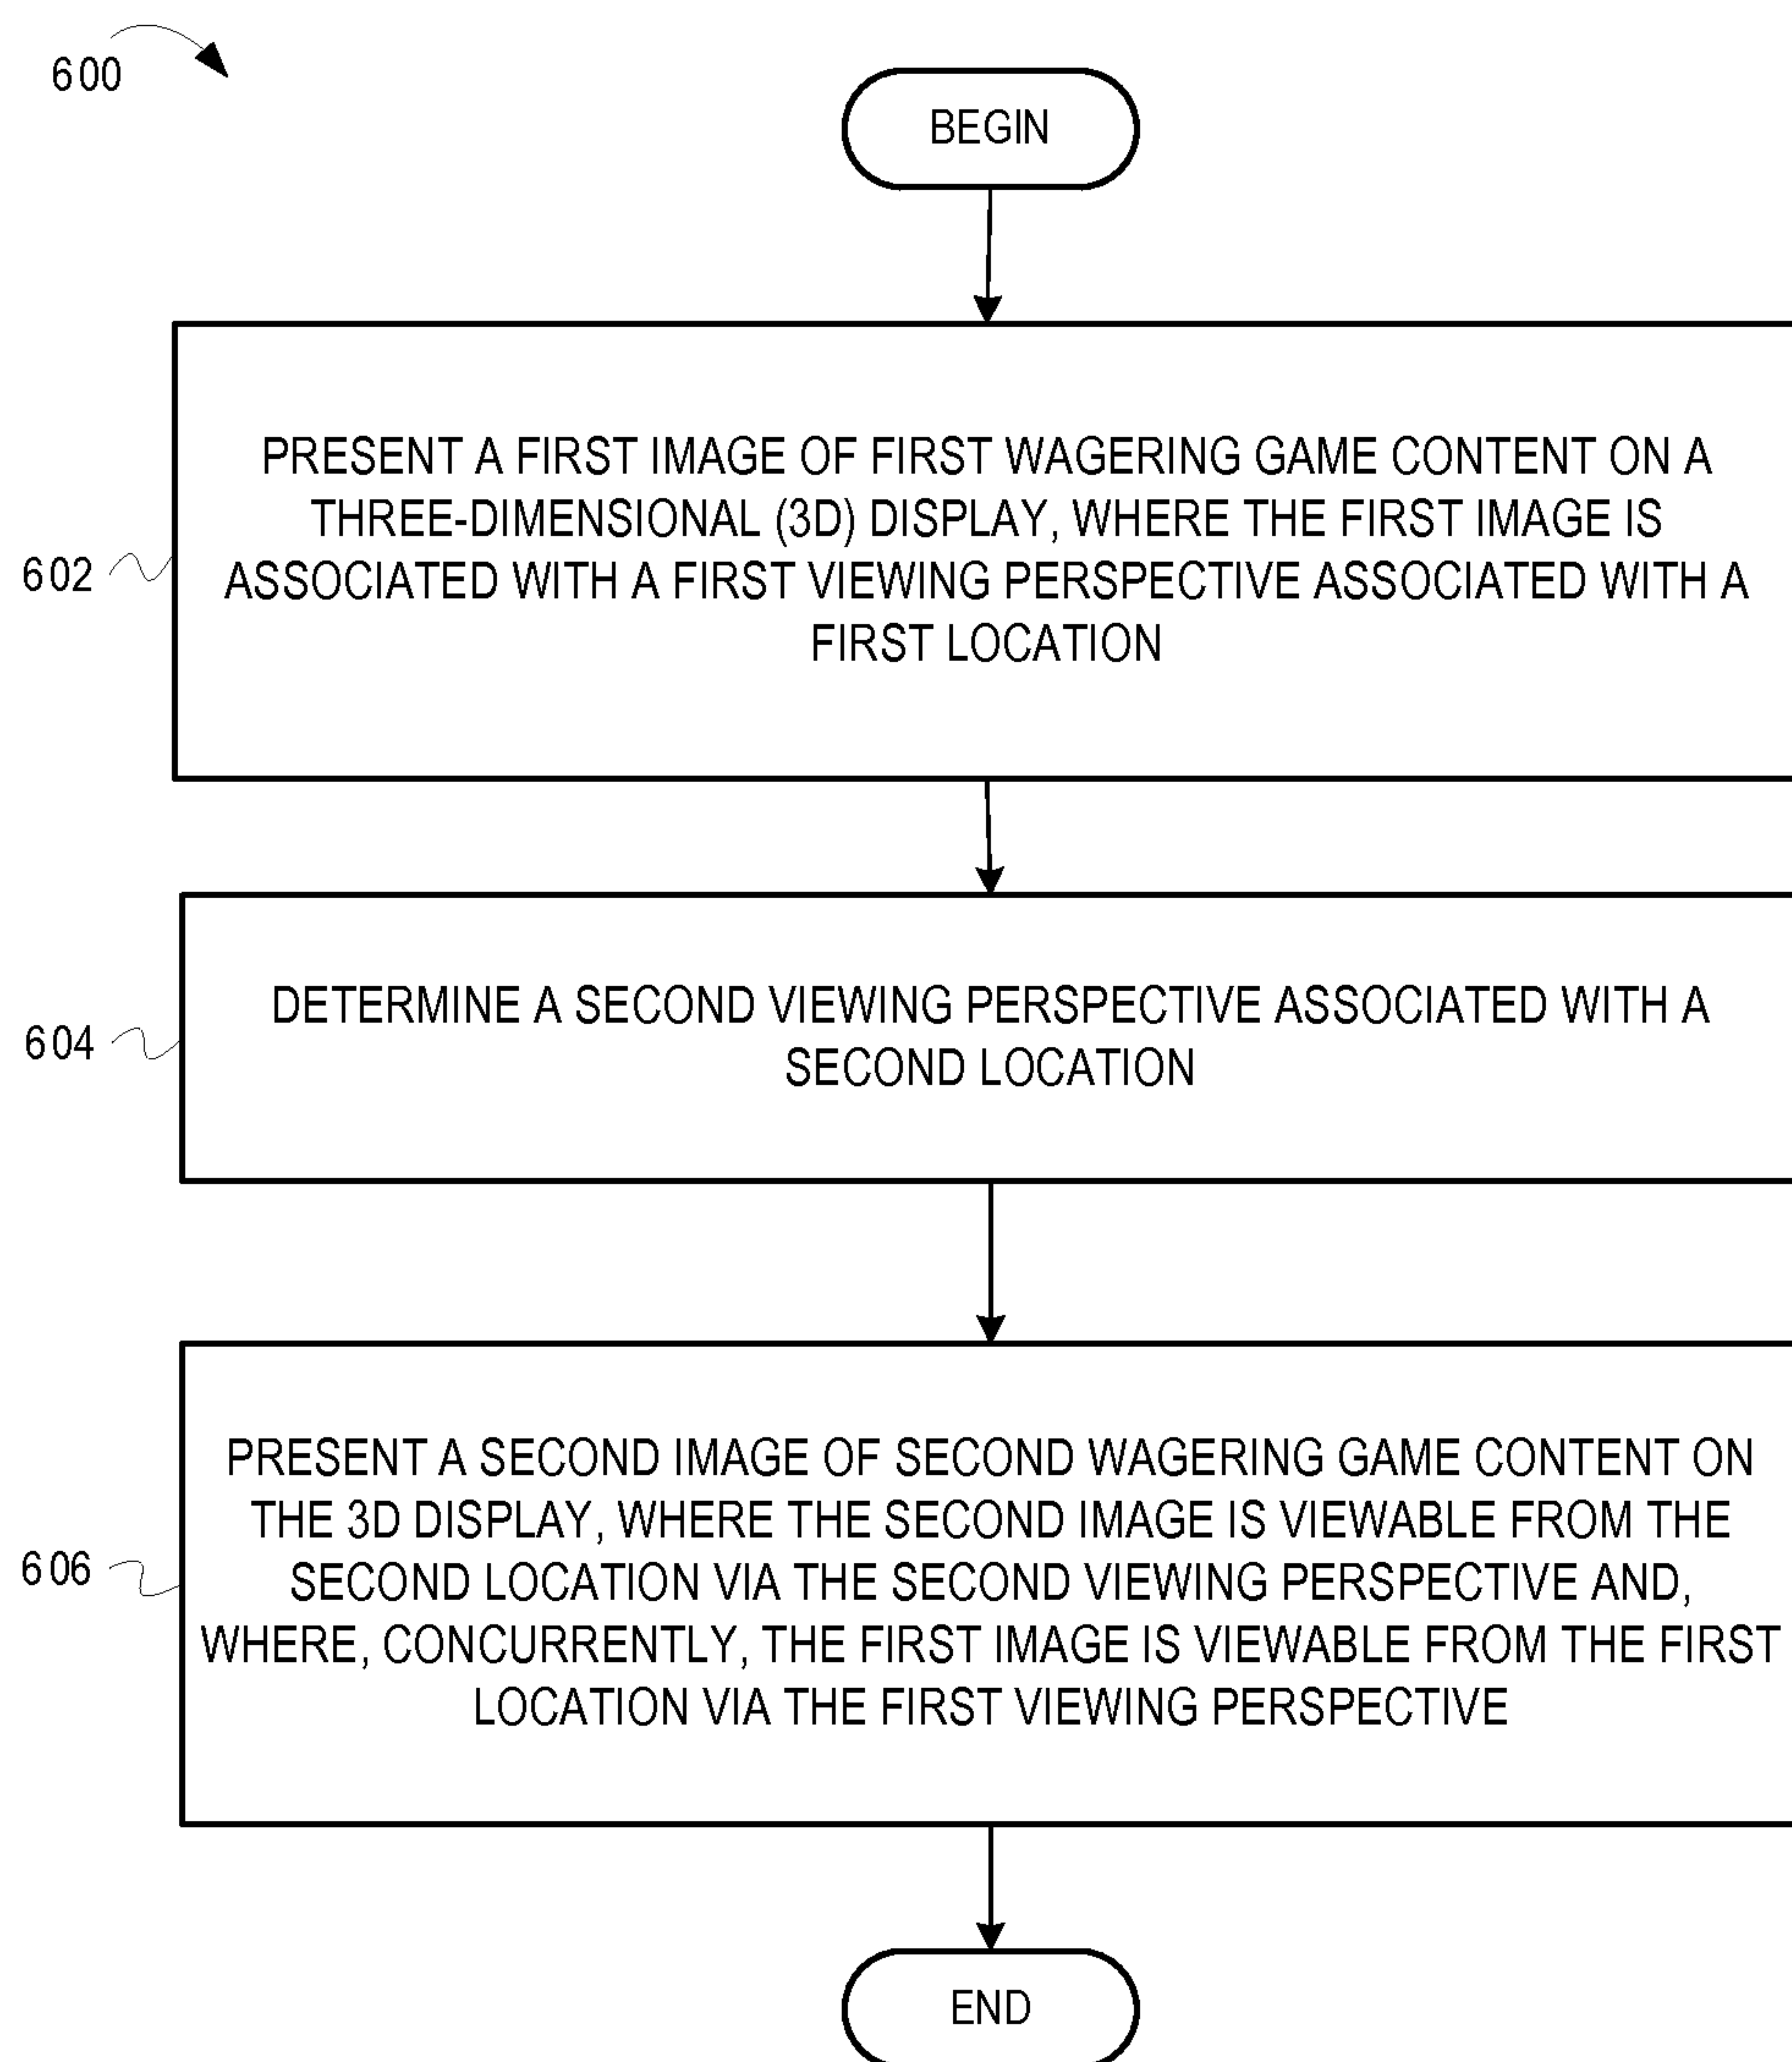 600
BEGIN
PRESENT A FIRST IMAGE OF FIRST WAGERING GAME CONTENT ON A
THREE-DIMENSIONAL (3D) DISPLAY, WHERE THE FIRST IMAGE IS
ASSOCIATED WITH A FIRST VIEWING PERSPECTIVE ASSOCIATED WITH A
FIRST LOCATION
602
DETERMINE A SECOND VIEWING PERSPECTIVE ASSOCIATED WITH A
SECOND LOCATION
604
PRESENT A SECOND IMAGE OF SECOND WAGERING GAME CONTENT ON
THE 3D DISPLAY, WHERE THE SECOND IMAGE IS VIEWABLE FROM THE
SECOND LOCATION VIA THE SECOND VIEWING PERSPECTIVE AND,
WHERE, CONCURRENTLY, THE FIRST IMAGE IS VIEWABLE FROM THE FIRST
LOCATION VIA THE FIRST VIEWING PERSPECTIVE
606
END